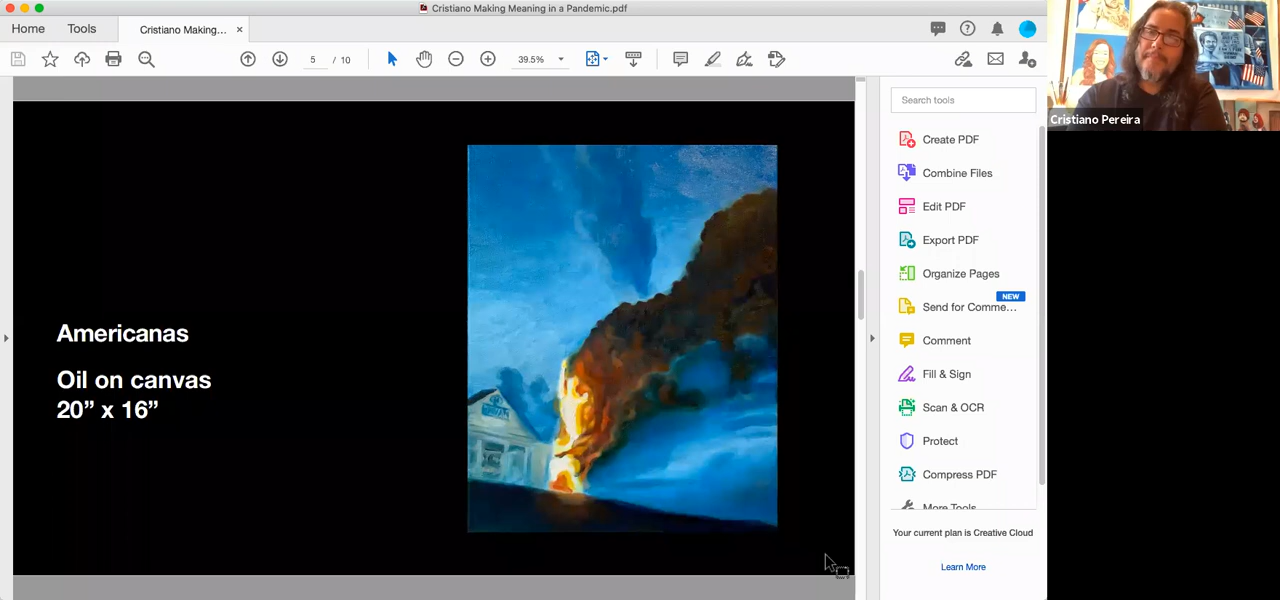 Cristiano Making Meaning in a Pandemic.pdf
Home
Tools
Cristiano Making...
5 / 10
39.5%
Search tools
Create PDF
Combine Files
Edit PDF
Export PDF
Organize Pages
NEW
Send for Comme...
Comment
Fill & Sign
Scan & OCR
Protect
Compress PDF
More Tools
Your current plan is Creative Cloud
Learn More
Americanas
Oil on canvas
20” x 16”
Cristiano Pereira